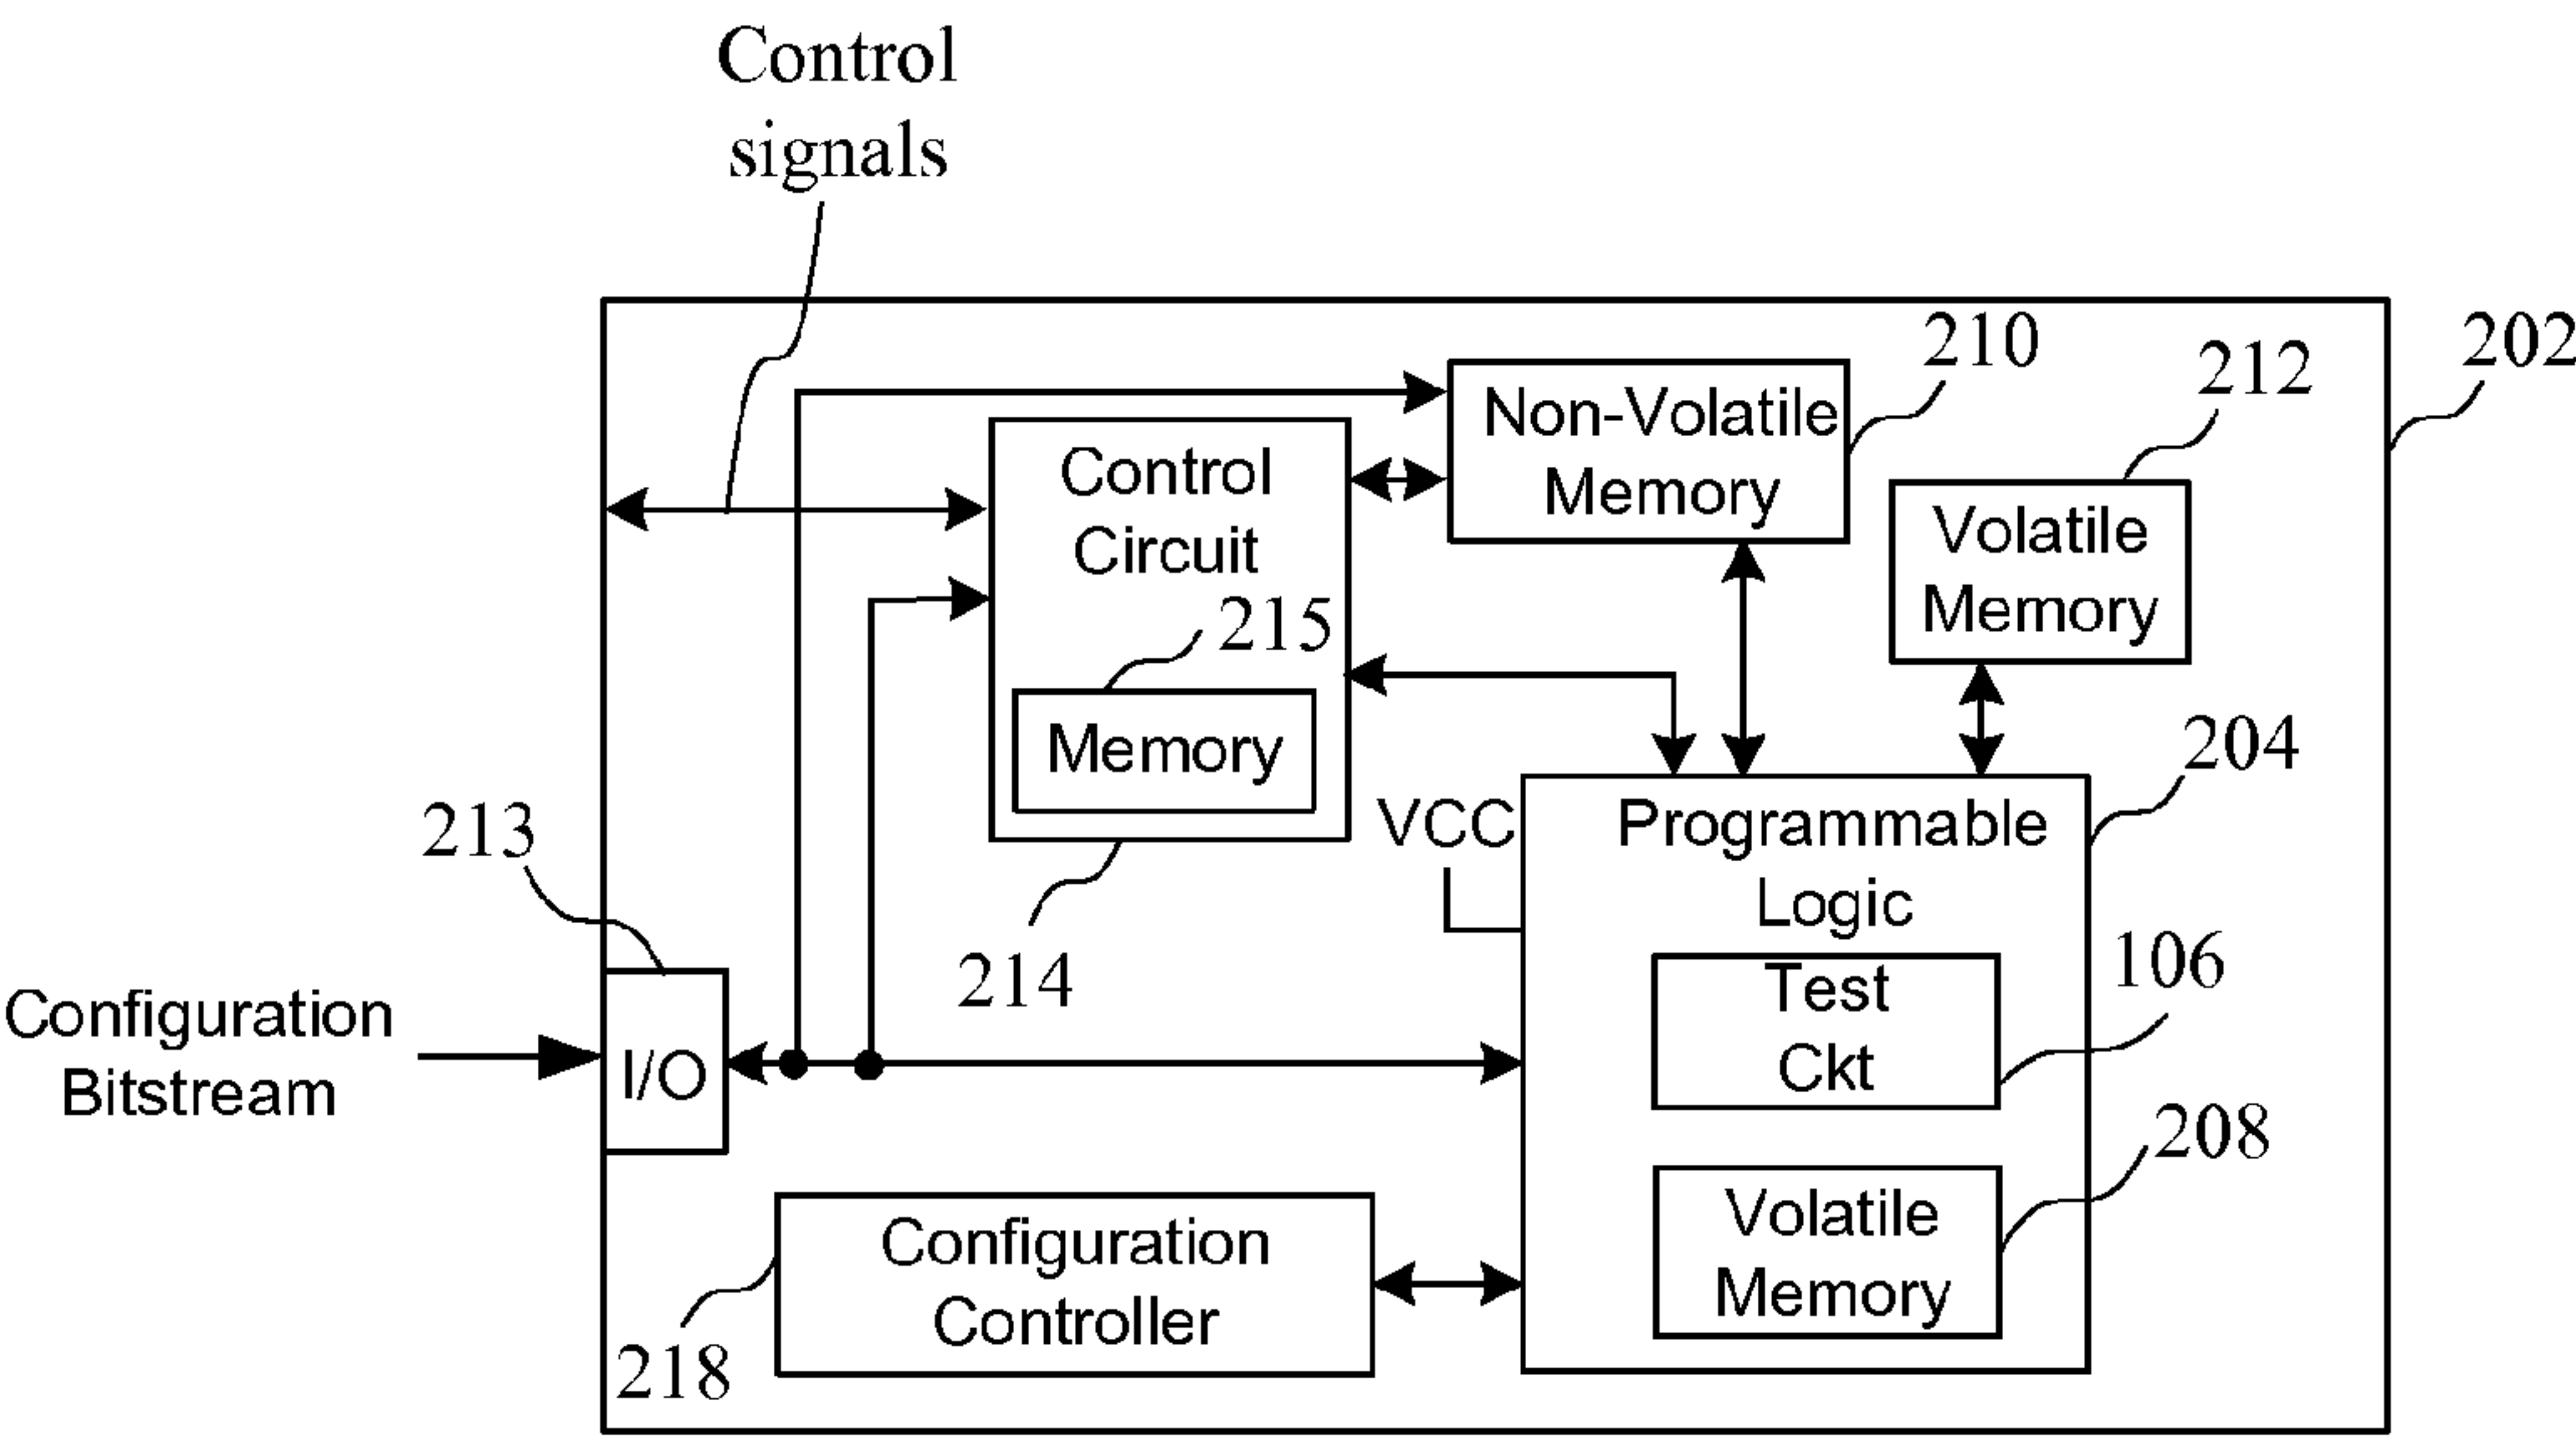 Control
signals
210
202
212
Non-Volatile
Memory
Control
Circuit
Volatile
Memory
215
Memory
204
213
VCC
Programmable
Logic
214
106
Test
Ckt
Configuration
Bitstream
I/O
208
Volatile
Memory
Configuration
Controller
218